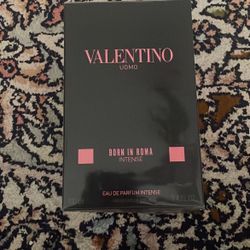 VALENTINO
UOMO
BORN IN ROMA
INTENSE
EAU DE PARFUM INTENSE